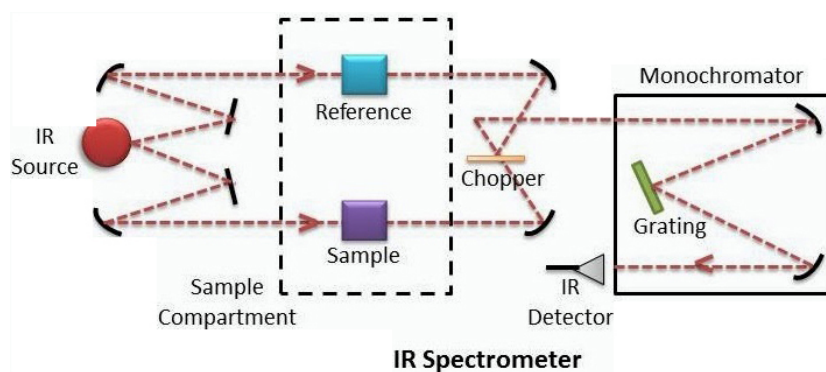 Monochromator
IR
Source
Reference
Chopper
Grating
Sample
Sample
Compartment
IR
Detector
IR Spectrometer